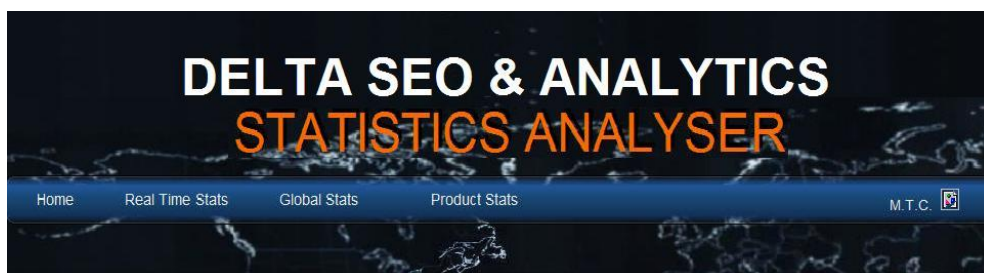 DELTA SEO & ANALYTICS
STATISTICS ANALYSER
Home Real Time Stats Global Stats Product Stats M.T.C.